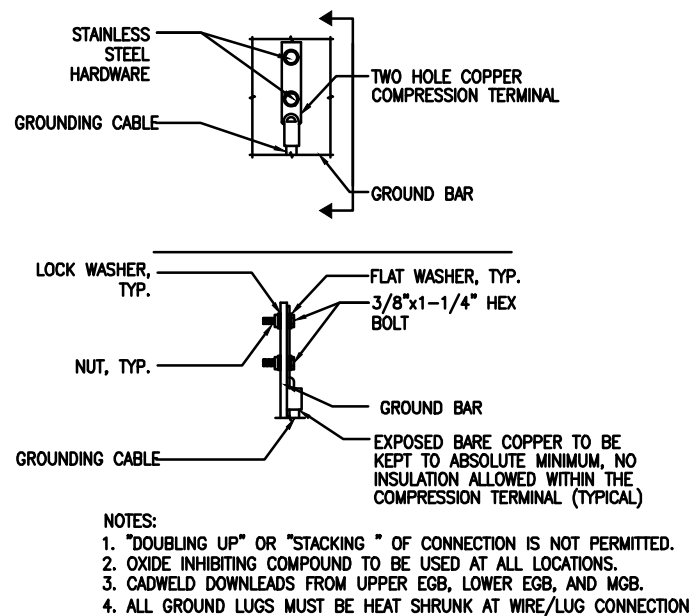 STAINLESS
STEEL
HARDWARE
TWO HOLE COPPER
COMPRESSION TERMINAL
GROUNDING CABLE
GROUND BAR
LOCK WASHER,
TYP.
FLAT WASHER, TYP.
3/8"x1-1/4" HEX
BOLT
NUT, TYP.
GROUND BAR
EXPOSED BARE COPPER TO BE
KEPT TO ABSOLUTE MINIMUM, NO
INSULATION ALLOWED WITHIN THE
COMPRESSION TERMINAL (TYPICAL)
GROUNDING CABLE
NOTES:
1. "DOUBLING UP" OR "STACKING " OF CONNECTION IS NOT PERMITTED.
2. OXIDE INHIBITING COMPOUND TO BE USED AT ALL LOCATIONS.
3. CADWELD DOWNLEADS FROM UPPER EGB, LOWER EGB, AND MGB.
4. ALL GROUND LUGS MUST BE HEAT SHRUNK AT WIRE/LUG CONNECTION